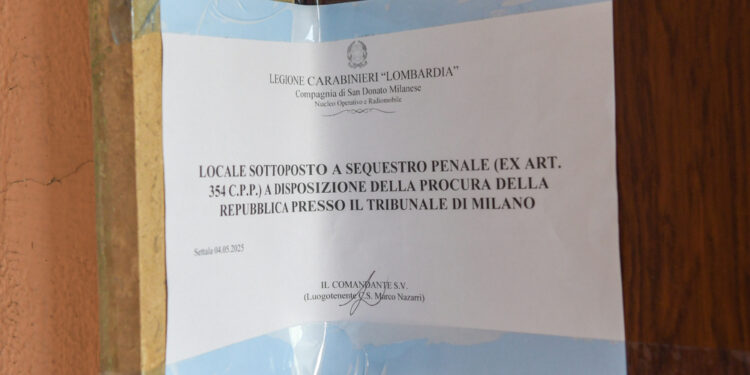 LEGIONE CARABINIERI “LOMBARDIA”
Compagnia di San Donato Milanese
Nucleo Operativo e Radiomobile
LOCALE SOTTOPOSTO A SEQUESTRO PENALE (EX ART.
354 C.P.P.) A DISPOSIZIONE DELLA PROCURA DELLA
REPUBBLICA PRESSO IL TRIBUNALE DI MILANO
Settala 04.05.2025
IL COMANDANTE S.V.
(Luogotenente C.S. Marco Nazarri)